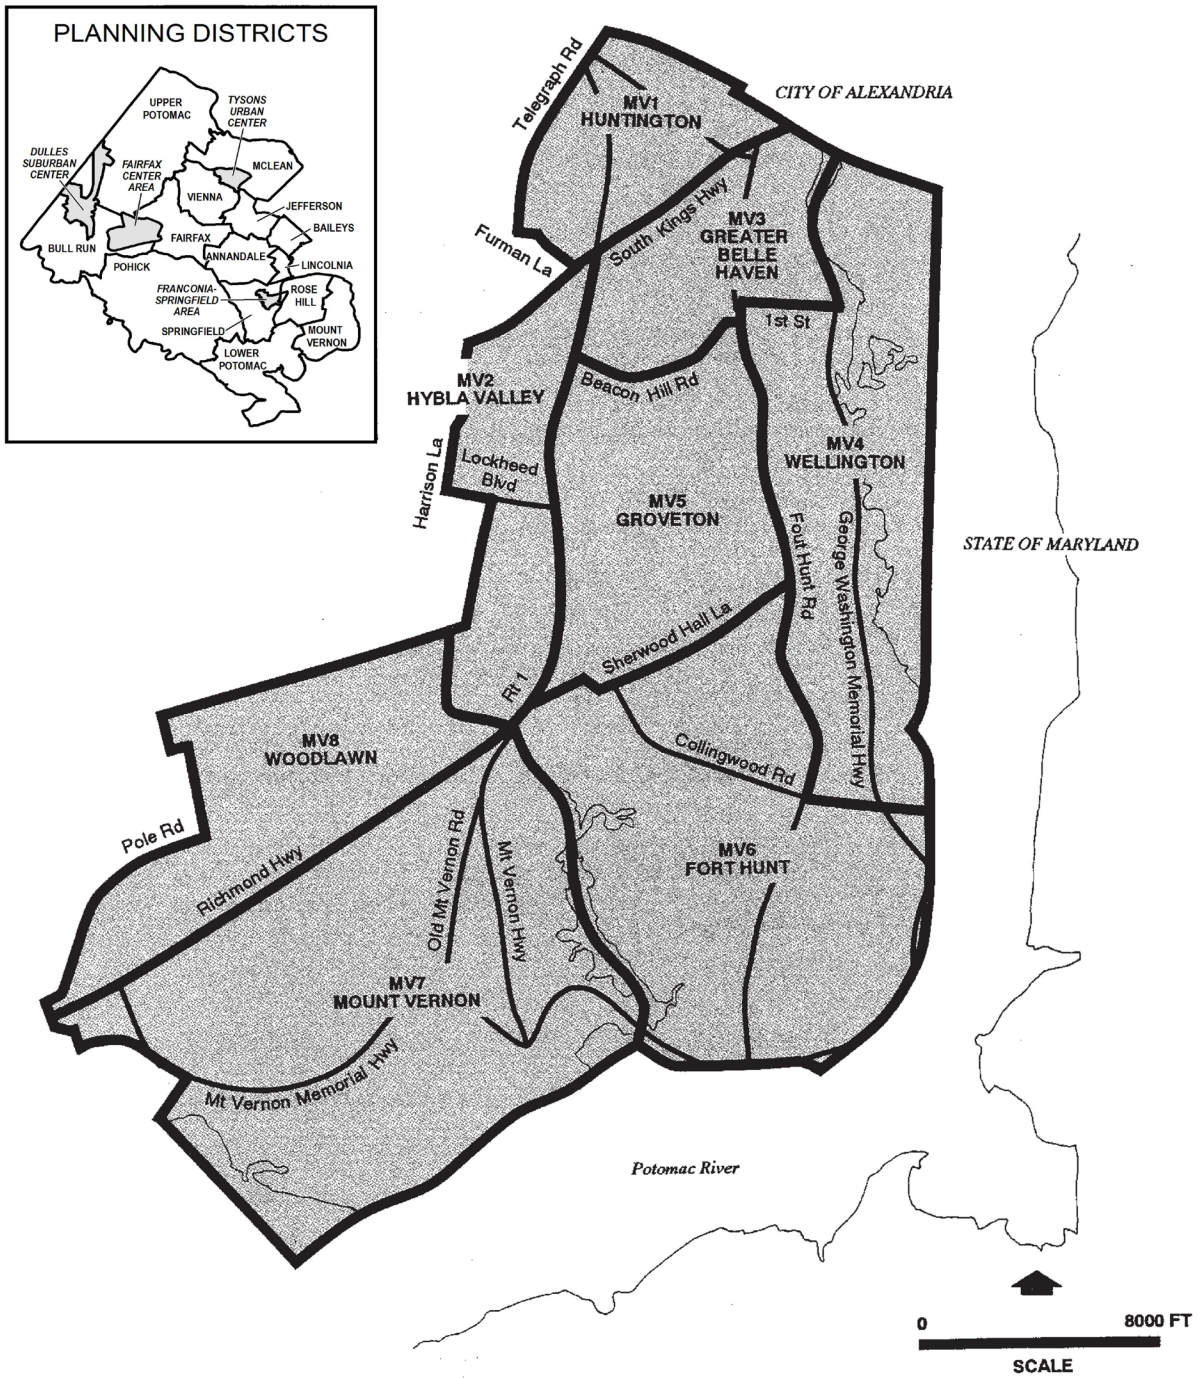 PLANNING DISTRICTS
UPPER
POTOMAC
TYSONS
URBAN
CENTER
DULLES
SUBURBAN
CENTER
FAIRFAX
CENTER
AREA
MCLEAN
VIENNA
JEFFERSON
BAILEYS
BULL RUN
FAIRFAX
ANNANDALE
LINCOLNIA
POHICK
FRANCONIA-
SPRINGFIELD
AREA
ROSE
HILL
SPRINGFIELD
MOUNT
VERNON
LOWER
POTOMAC
Telegraph Rd
CITY OF ALEXANDRIA
MV1
HUNTINGTON
South Kings Hwy
Furman La
MV3
GREATER
BELLE
HAVEN
1st St
Beacon Hill Rd
MV2
HYBLA VALLEY
Harrison La
Lockheed
Blvd
MV4
WELLINGTON
MV5
GROVETON
Fout Hunt Rd
George Washington Memorial Hwy
STATE OF MARYLAND
Sherwood Hall La
Rt 1
Collingwood Rd
MV8
WOODLAWN
Pole Rd
Richmond Hwy
Old Mt Vernon Rd
Mt Vernon Hwy
MV6
FORT HUNT
MV7
MOUNT VERNON
Mt Vernon Memorial Hwy
Potomac River
0
8000 FT
SCALE